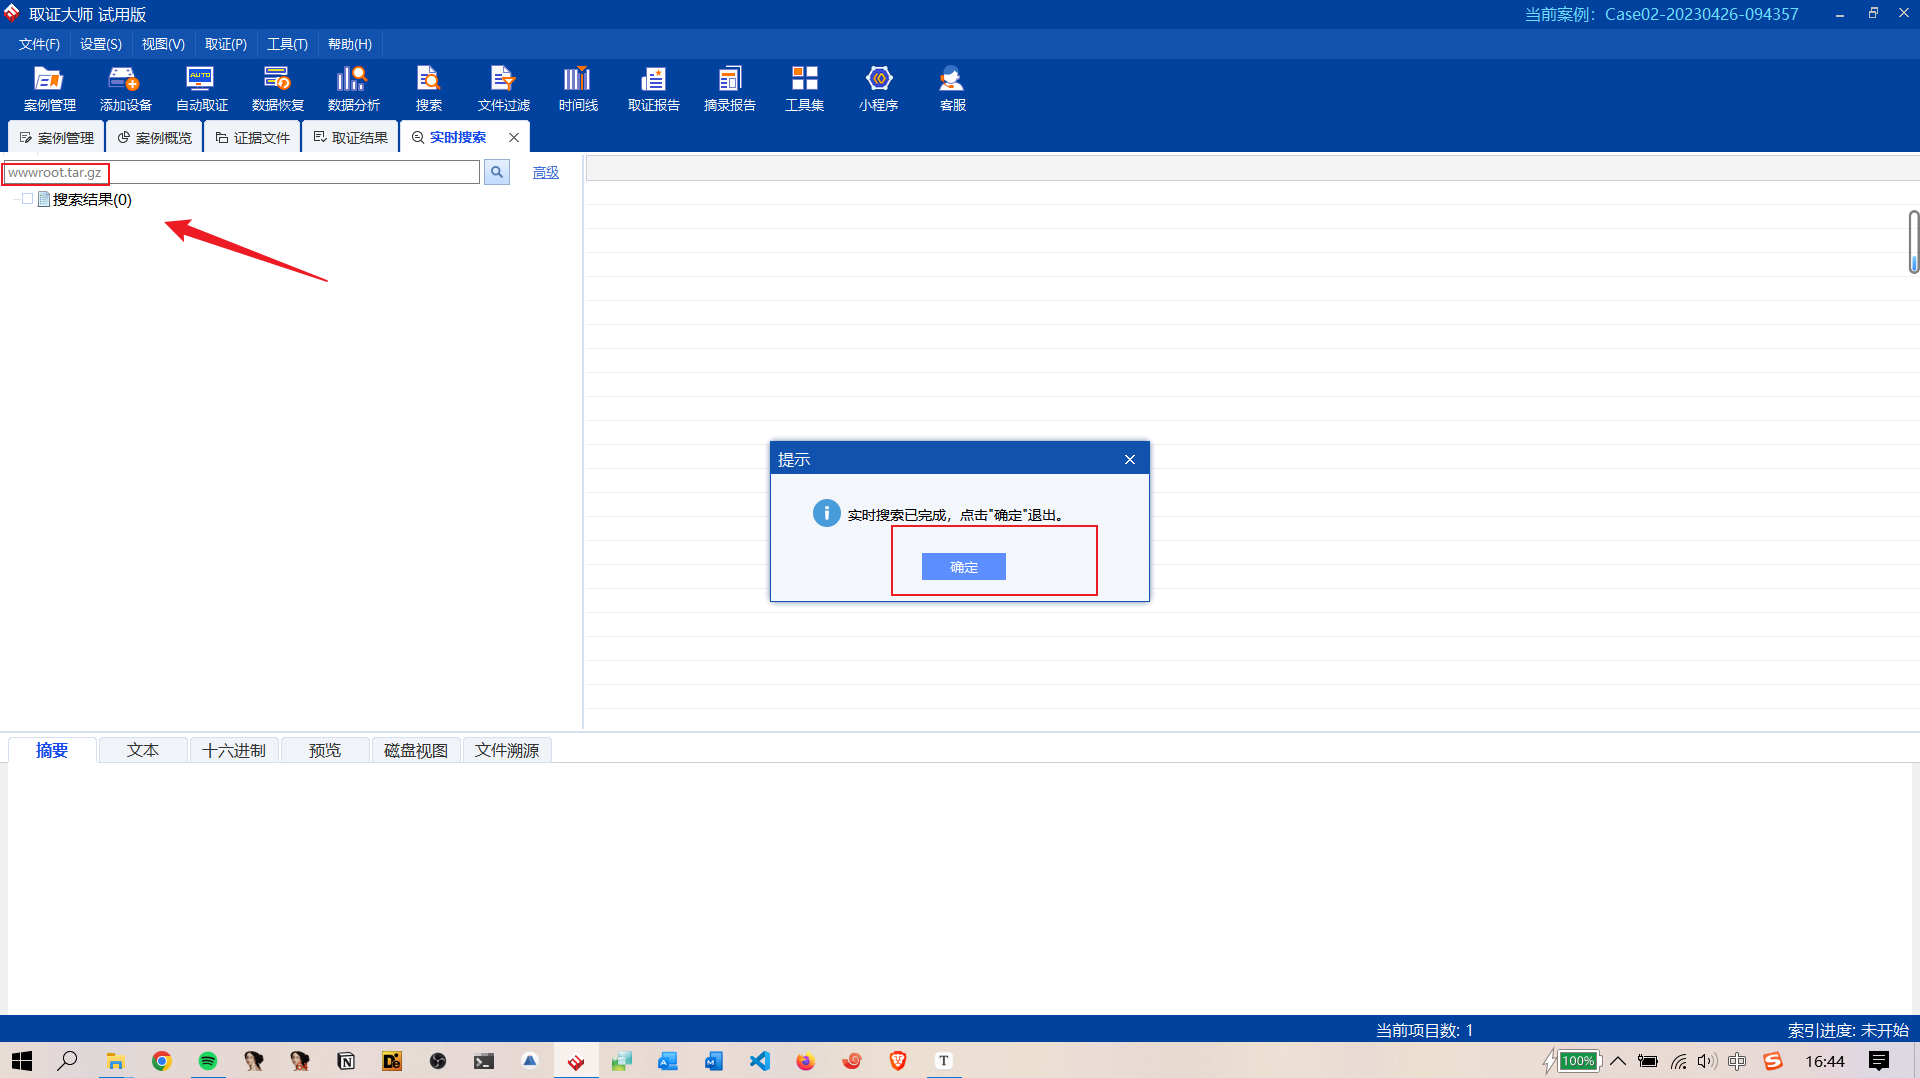 取证大师 试用版
当前案例：Case02-20230426-094357
文件(F) 设置(S) 视图(V) 取证(P) 工具(T) 帮助(H)
案例管理 添加设备 自动取证 数据恢复 数据分析 搜索 文件过滤 时间线 取证报告 摘录报告 工具集 小程序 客服
案例管理 案例概览 证据文件 取证结果 实时搜索
wwwroot.tar.gz
高级
搜索结果(0)
提示
实时搜索已完成，点击"确定"退出。
确定
摘要 文本 十六进制 预览 磁盘视图 文件溯源
当前项目数: 1
索引进度: 未开始
100%
中
16:44